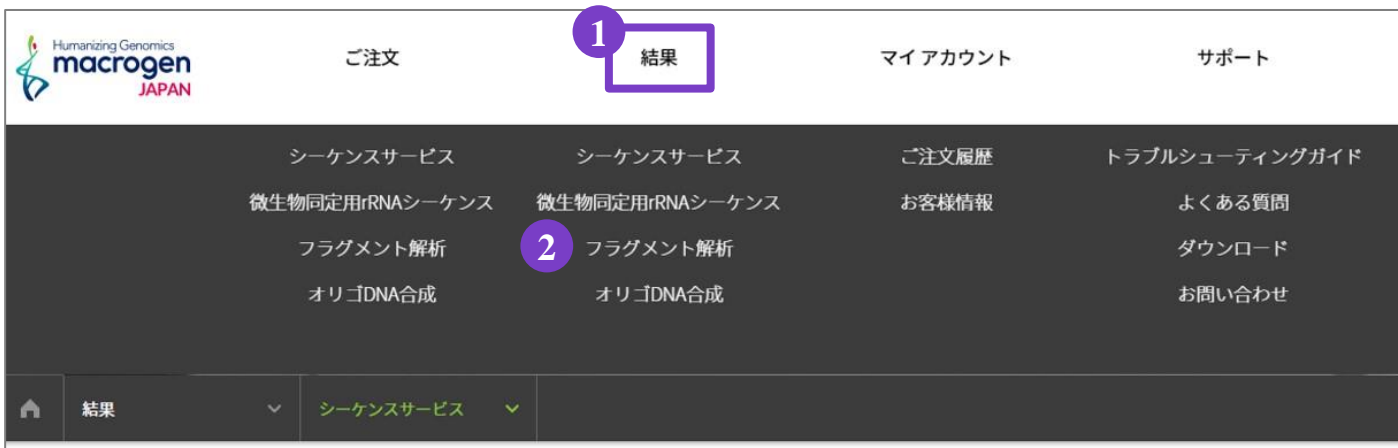 Humanizing Genomics
macrogen
JAPAN
ご注文
1
結果
マイ アカウント
サポート
シーケンスサービス
シーケンスサービス
ご注文履歴
トラブルシューティングガイド
微生物同定用rRNAシーケンス
微生物同定用rRNAシーケンス
お客様情報
よくある質問
フラグメント解析
2
フラグメント解析
ダウンロード
オリゴDNA合成
オリゴDNA合成
お問い合わせ
結果
シーケンスサービス